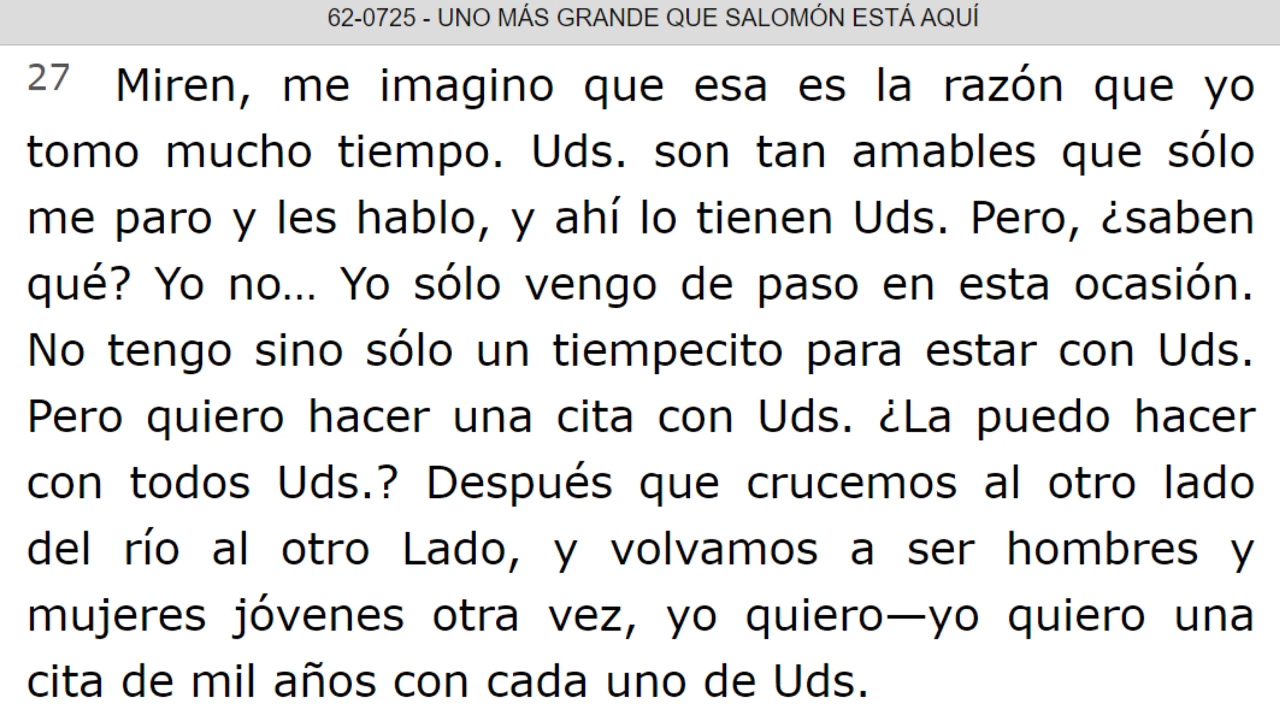 62-0725 - UNO MÁS GRANDE QUE SALOMÓN ESTÁ AQUÍ
27 Miren, me imagino que esa es la razón que yo
tomo mucho tiempo. Uds. son tan amables que sólo
me paro y les hablo, y ahí lo tienen Uds. Pero, ¿saben
qué? Yo no… Yo sólo vengo de paso en esta ocasión.
No tengo sino sólo un tiempecito para estar con Uds.
Pero quiero hacer una cita con Uds. ¿La puedo hacer
con todos Uds.? Después que crucemos al otro lado
del río al otro Lado, y volvamos a ser hombres y
mujeres jóvenes otra vez, yo quiero—yo quiero una
cita de mil años con cada uno de Uds.